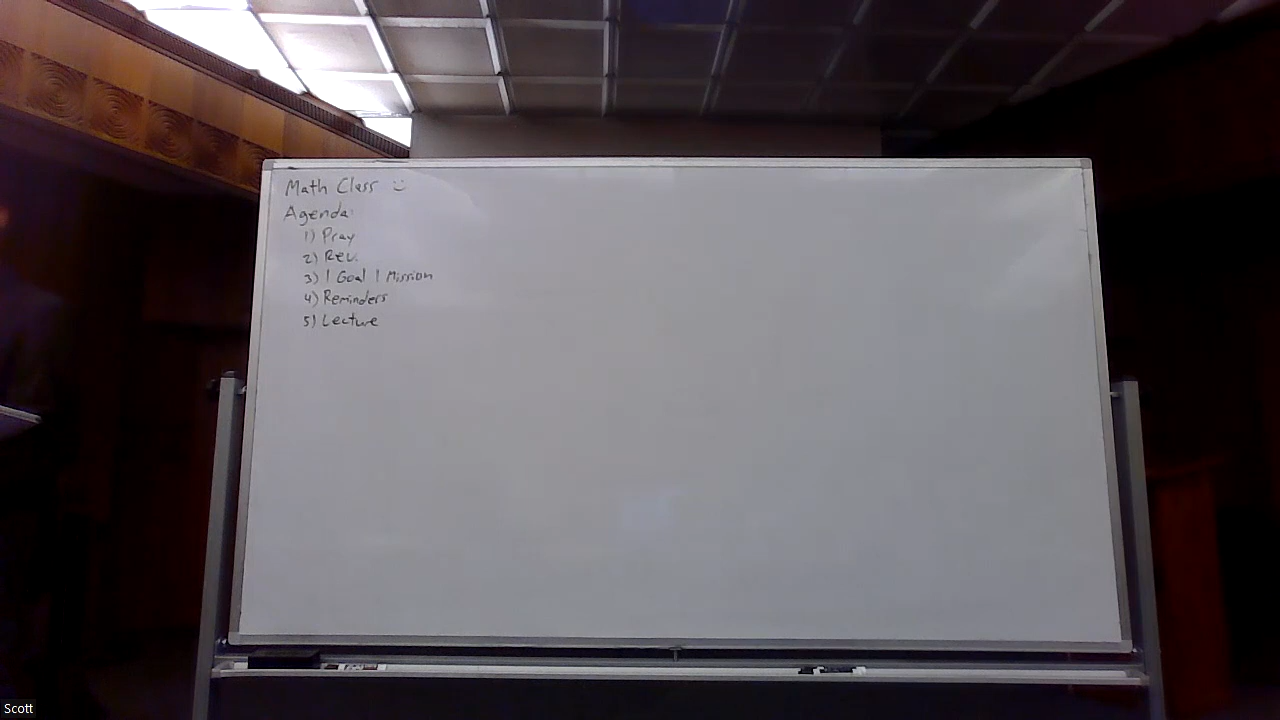 Math Class :)
Agenda:
1) Pray
2) Rev.
3) 1 Goal 1 Mission
4) Reminders
5) Lecture
Scott